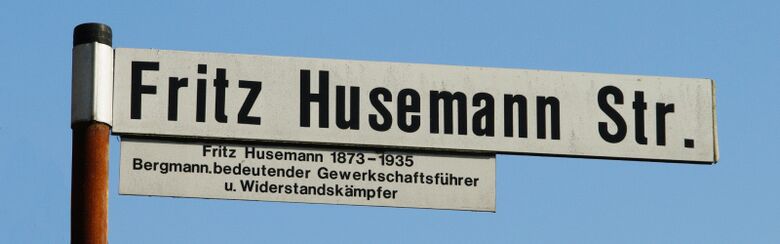 Fritz Husemann Str.
Fritz Husemann 1873-1935
Bergmann.bedeutender Gewerkschaftsführer
u. Widerstandskämpfer